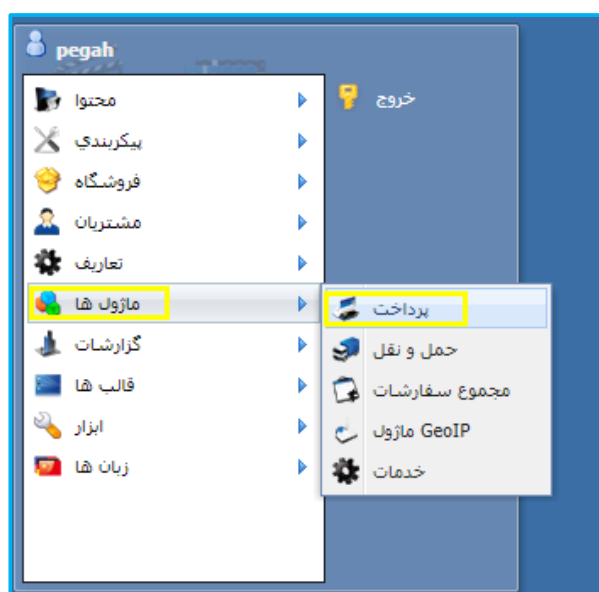 pegah
محتوا
خروج
پیکربندي
فروشگاه
مشتریان
تعاریف
ماژول ها
پرداخت
حمل و نقل
مجموع سفارشات
ماژول GeoIP
خدمات
گزارشات
قالب ها
ابزار
زبان ها